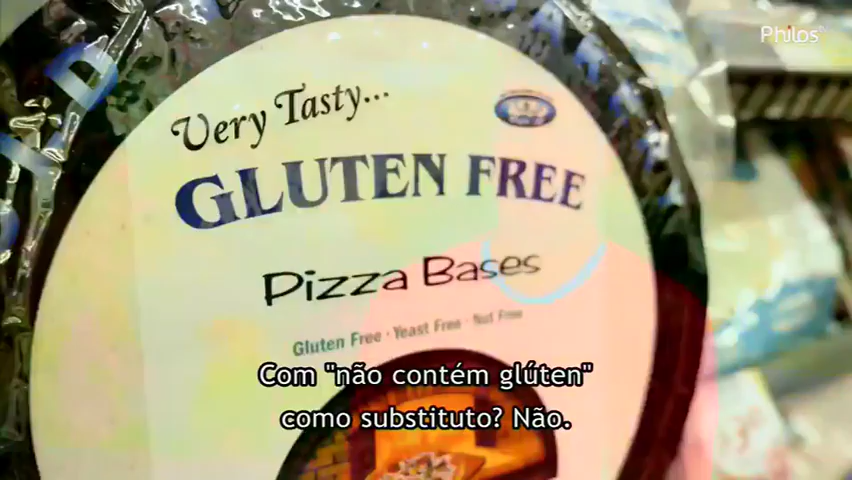 Philos
Very Tasty...
GLUTEN FREE
Pizza Bases
Gluten Free · Yeast Free · Nut Free
Com "não contém glúten"
como substituto? Não.